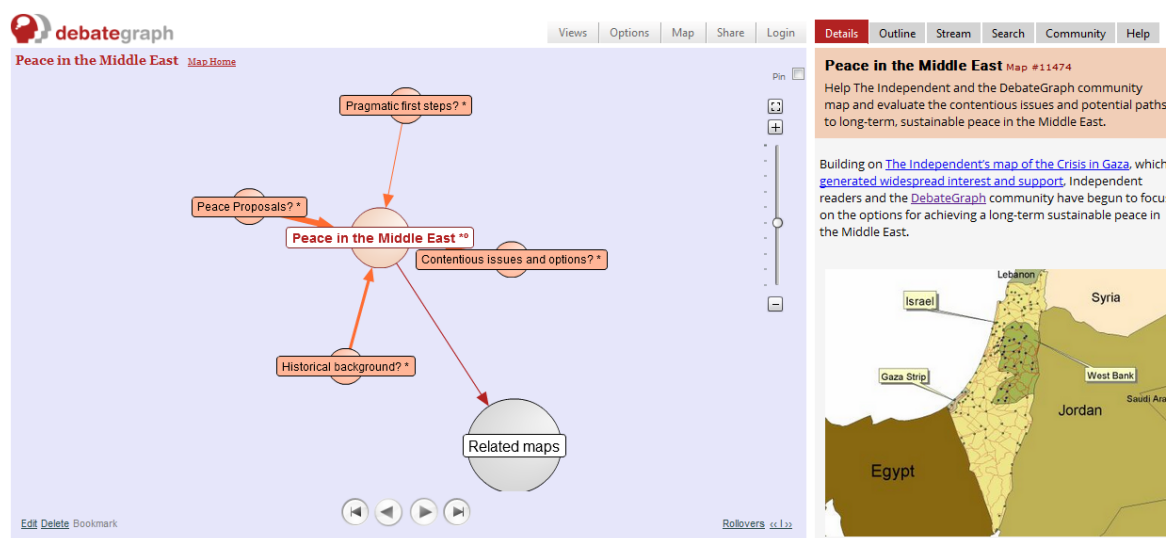 debategraph
Views Options Map Share Login
Peace in the Middle East Map Home
Pin
Pragmatic first steps? *
Peace Proposals? *
Peace in the Middle East *º
Contentious issues and options? *
Historical background? *
Related maps
Edit Delete Bookmark
Rollovers << I >>
Details Outline Stream Search Community Help
Peace in the Middle East Map #11474
Help The Independent and the DebateGraph community
map and evaluate the contentious issues and potential paths
to long-term, sustainable peace in the Middle East.
Building on The Independent's map of the Crisis in Gaza, which
generated widespread interest and support, Independent
readers and the DebateGraph community have begun to focus
on the options for achieving a long-term sustainable peace in
the Middle East.
Lebanon
Israel
Syria
Gaza Strip
West Bank
Saudi Ara
Jordan
Egypt